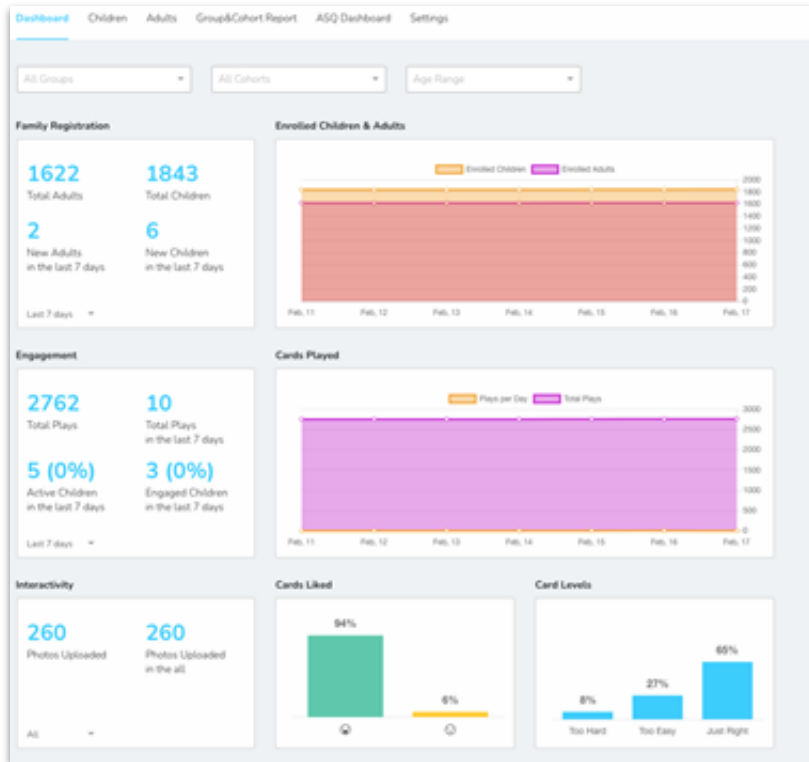 Dashboard Children Adults Group&Cohort Report ASQ Dashboard Settings
All Groups All Cohorts Age Range
Family Registration
1622 1843
Total Adults Total Children
2 6
New Adults New Children
in the last 7 days in the last 7 days
Last 7 days
Enrolled Children & Adults
Enrolled Children Enrolled Adults
2000
1800
1600
1400
1200
1000
800
600
400
200
0
Feb, 11 Feb, 12 Feb, 13 Feb, 14 Feb, 15 Feb, 16 Feb, 17
Engagement
2762 10
Total Plays Total Plays
in the last 7 days
5 (0%) 3 (0%)
Active Children Engaged Children
in the last 7 days in the last 7 days
Last 7 days
Cards Played
Plays per Day Total Plays
3000
2500
2000
1500
1000
500
0
Feb, 11 Feb, 12 Feb, 13 Feb, 14 Feb, 15 Feb, 16 Feb, 17
Interactivity
260 260
Photos Uploaded Photos Uploaded
in the all
All
Cards Liked
94%
6%
Card Levels
65%
27%
8%
Too Hard Too Easy Just Right